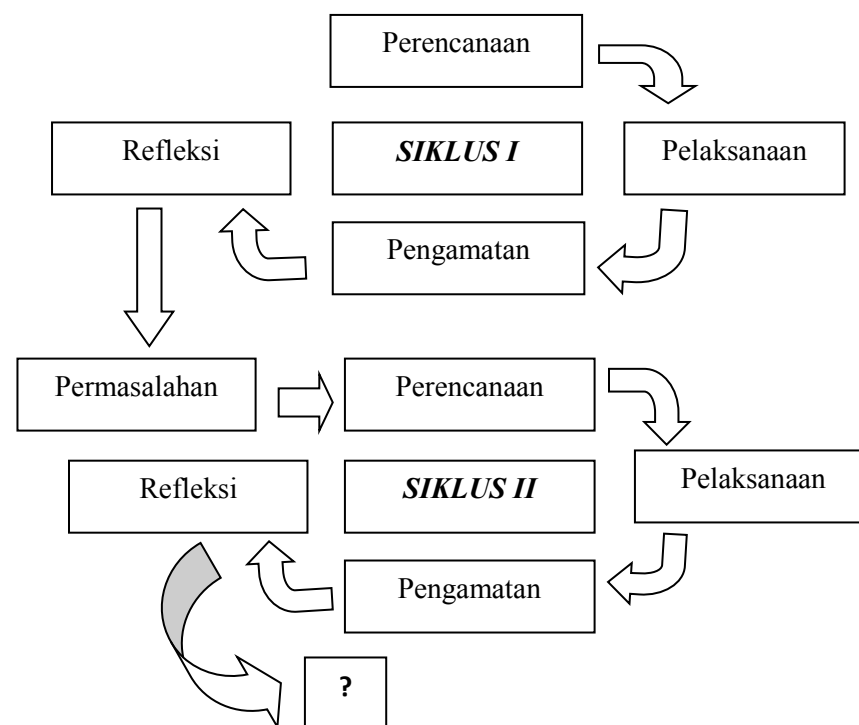 Perencanaan
Refleksi
SIKLUS I
Pelaksanaan
Pengamatan
Permasalahan
Perencanaan
Refleksi
SIKLUS II
Pelaksanaan
Pengamatan
?